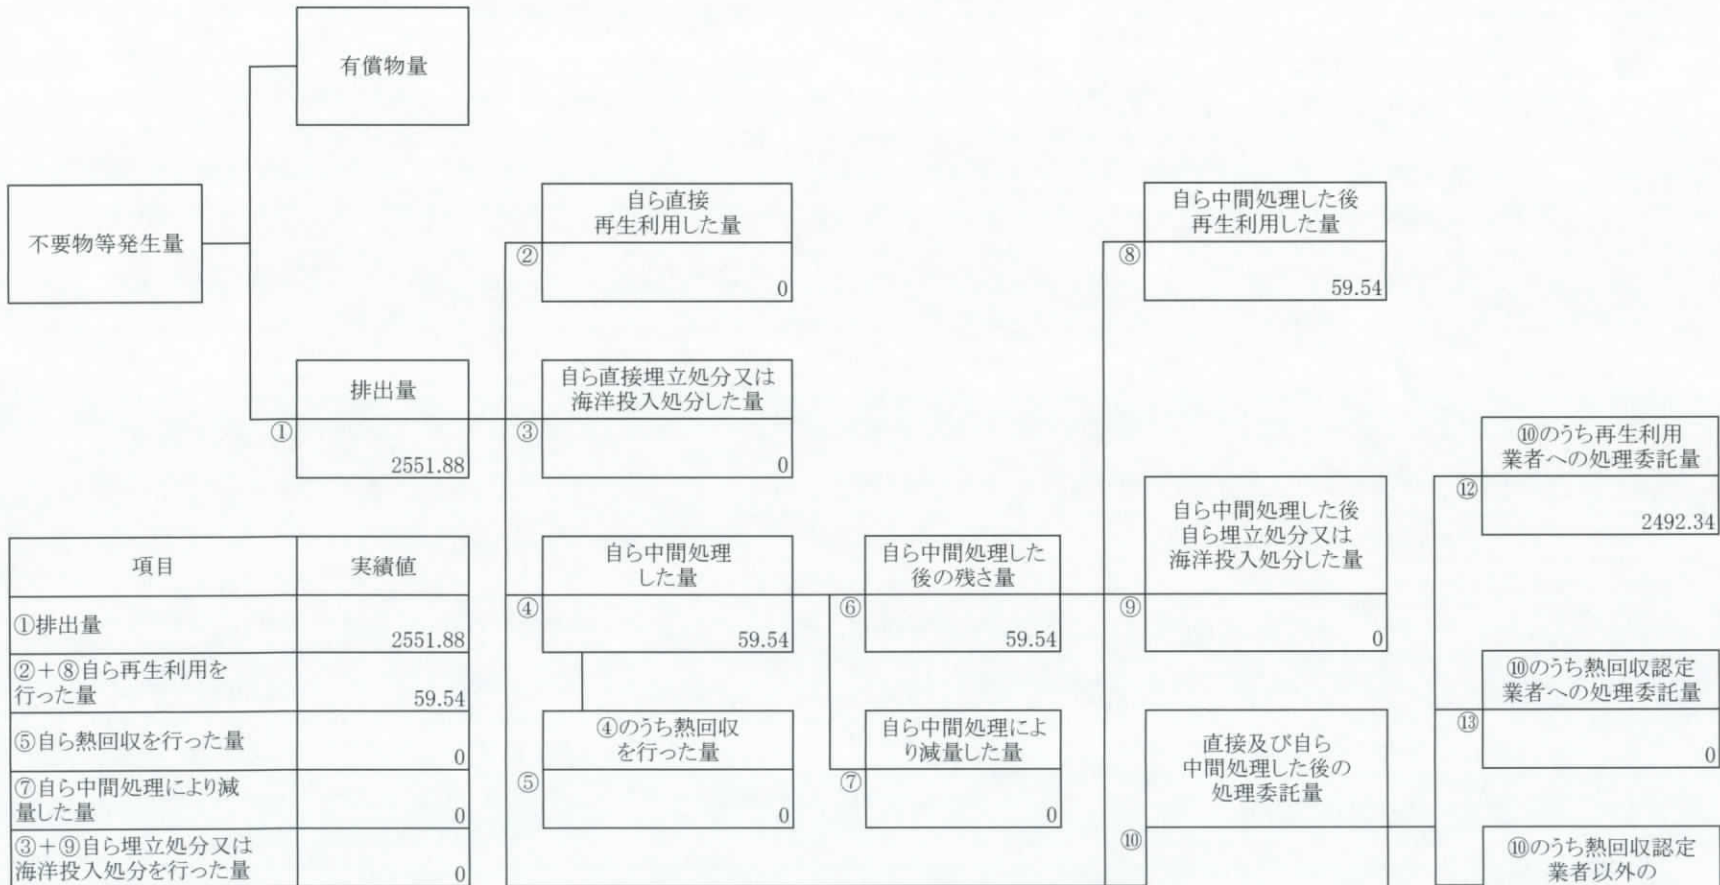 有償物量
不要物等発生量
自ら直接
再生利用した量
②
0
自ら中間処理した後
再生利用した量
⑧
59.54
排出量
①
2551.88
自ら直接埋立処分又は
海洋投入処分した量
③
0
⑩のうち再生利用
業者への処理委託量
⑫
2492.34
自ら中間処理
した量
④
59.54
自ら中間処理した
後の残さ量
⑥
59.54
自ら中間処理した後
自ら埋立処分又は
海洋投入処分した量
⑨
0
⑩のうち熱回収認定
業者への処理委託量
⑬
0
④のうち熱回収
を行った量
⑤
0
自ら中間処理によ
り減量した量
⑦
0
直接及び自ら
中間処理した後の
処理委託量
⑩
⑩のうち熱回収認定
業者以外の
項目 実績値
①排出量 2551.88
②+⑧自ら再生利用を
行った量 59.54
⑤自ら熱回収を行った量 0
⑦自ら中間処理により減
量した量 0
③+⑨自ら埋立処分又は
海洋投入処分を行った量 0